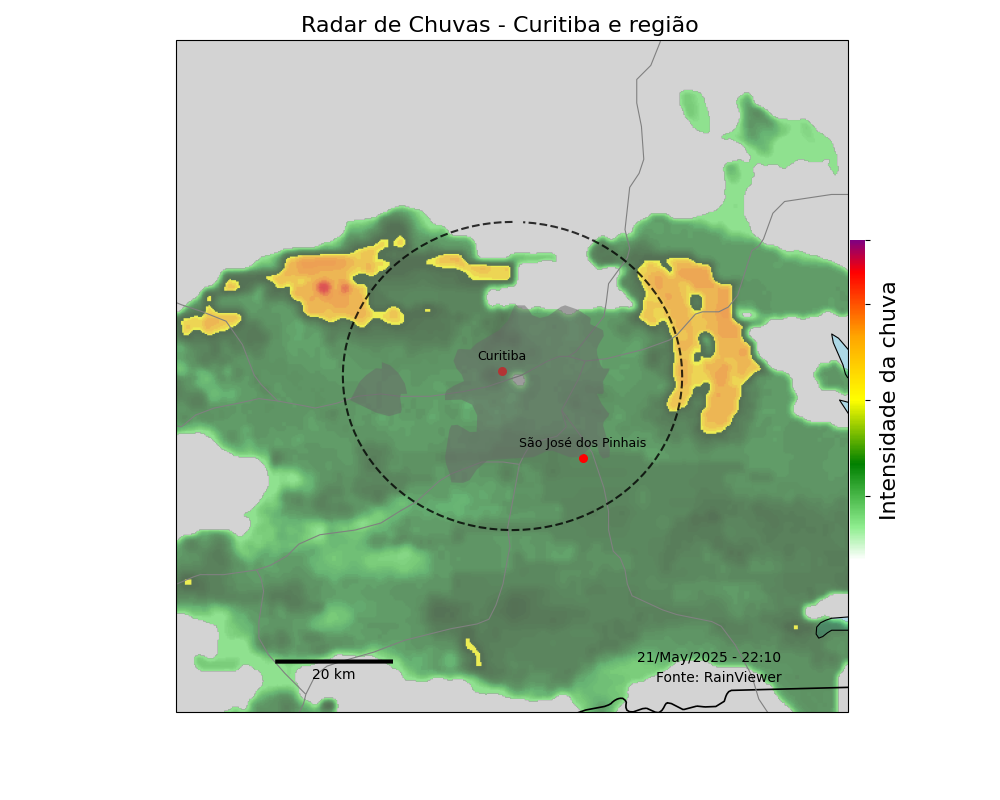 Radar de Chuvas - Curitiba e região
Curitiba
São José dos Pinhais
Intensidade da chuva
21/May/2025 - 22:10
20 km
Fonte: RainViewer